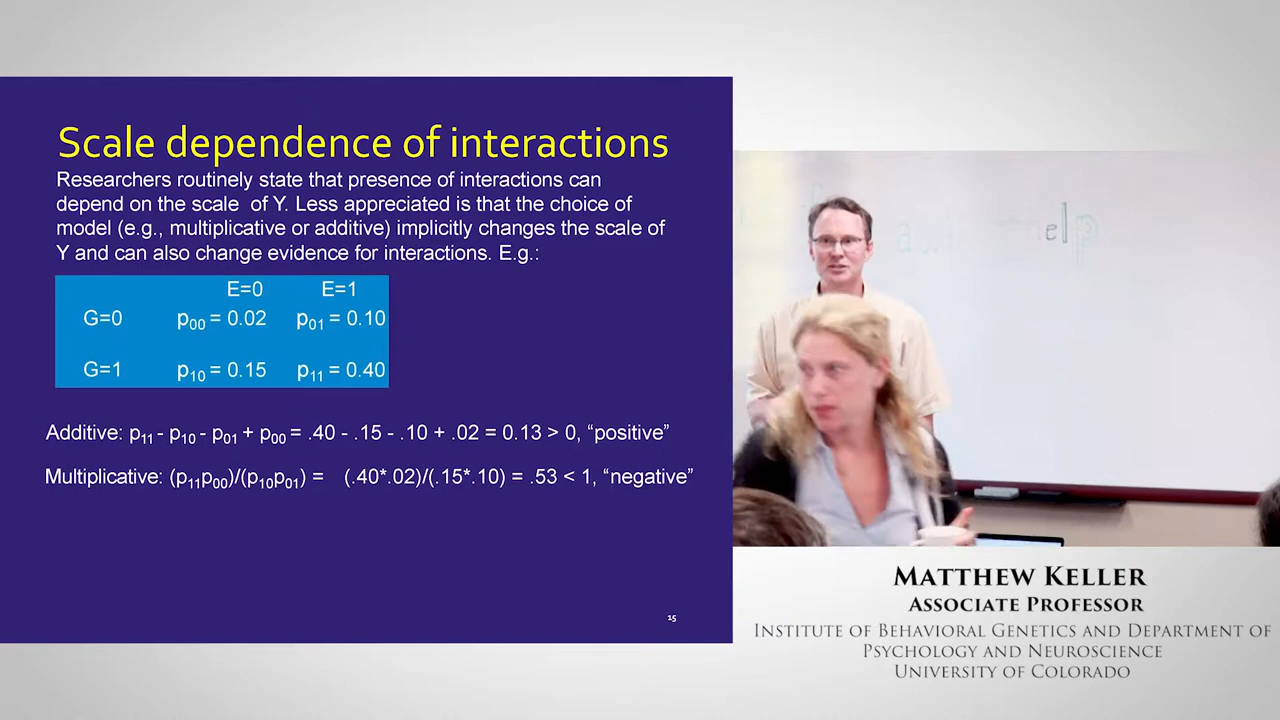 Scale dependence of interactions
Researchers routinely state that presence of interactions can
depend on the scale of Y. Less appreciated is that the choice of
model (e.g., multiplicative or additive) implicitly changes the scale of
Y and can also change evidence for interactions. E.g.:
E=0 E=1
G=0 p00 = 0.02 p01 = 0.10
G=1 p10 = 0.15 p11 = 0.40
Additive: p11 - p10 - p01 + p00 = .40 - .15 - .10 + .02 = 0.13 > 0, “positive”
Multiplicative: (p11p00)/(p10p01) = (.40*.02)/(.15*.10) = .53 < 1, “negative”
15
MATTHEW KELLER
ASSOCIATE PROFESSOR
INSTITUTE OF BEHAVIORAL GENETICS AND DEPARTMENT OF
PSYCHOLOGY AND NEUROSCIENCE
UNIVERSITY OF COLORADO